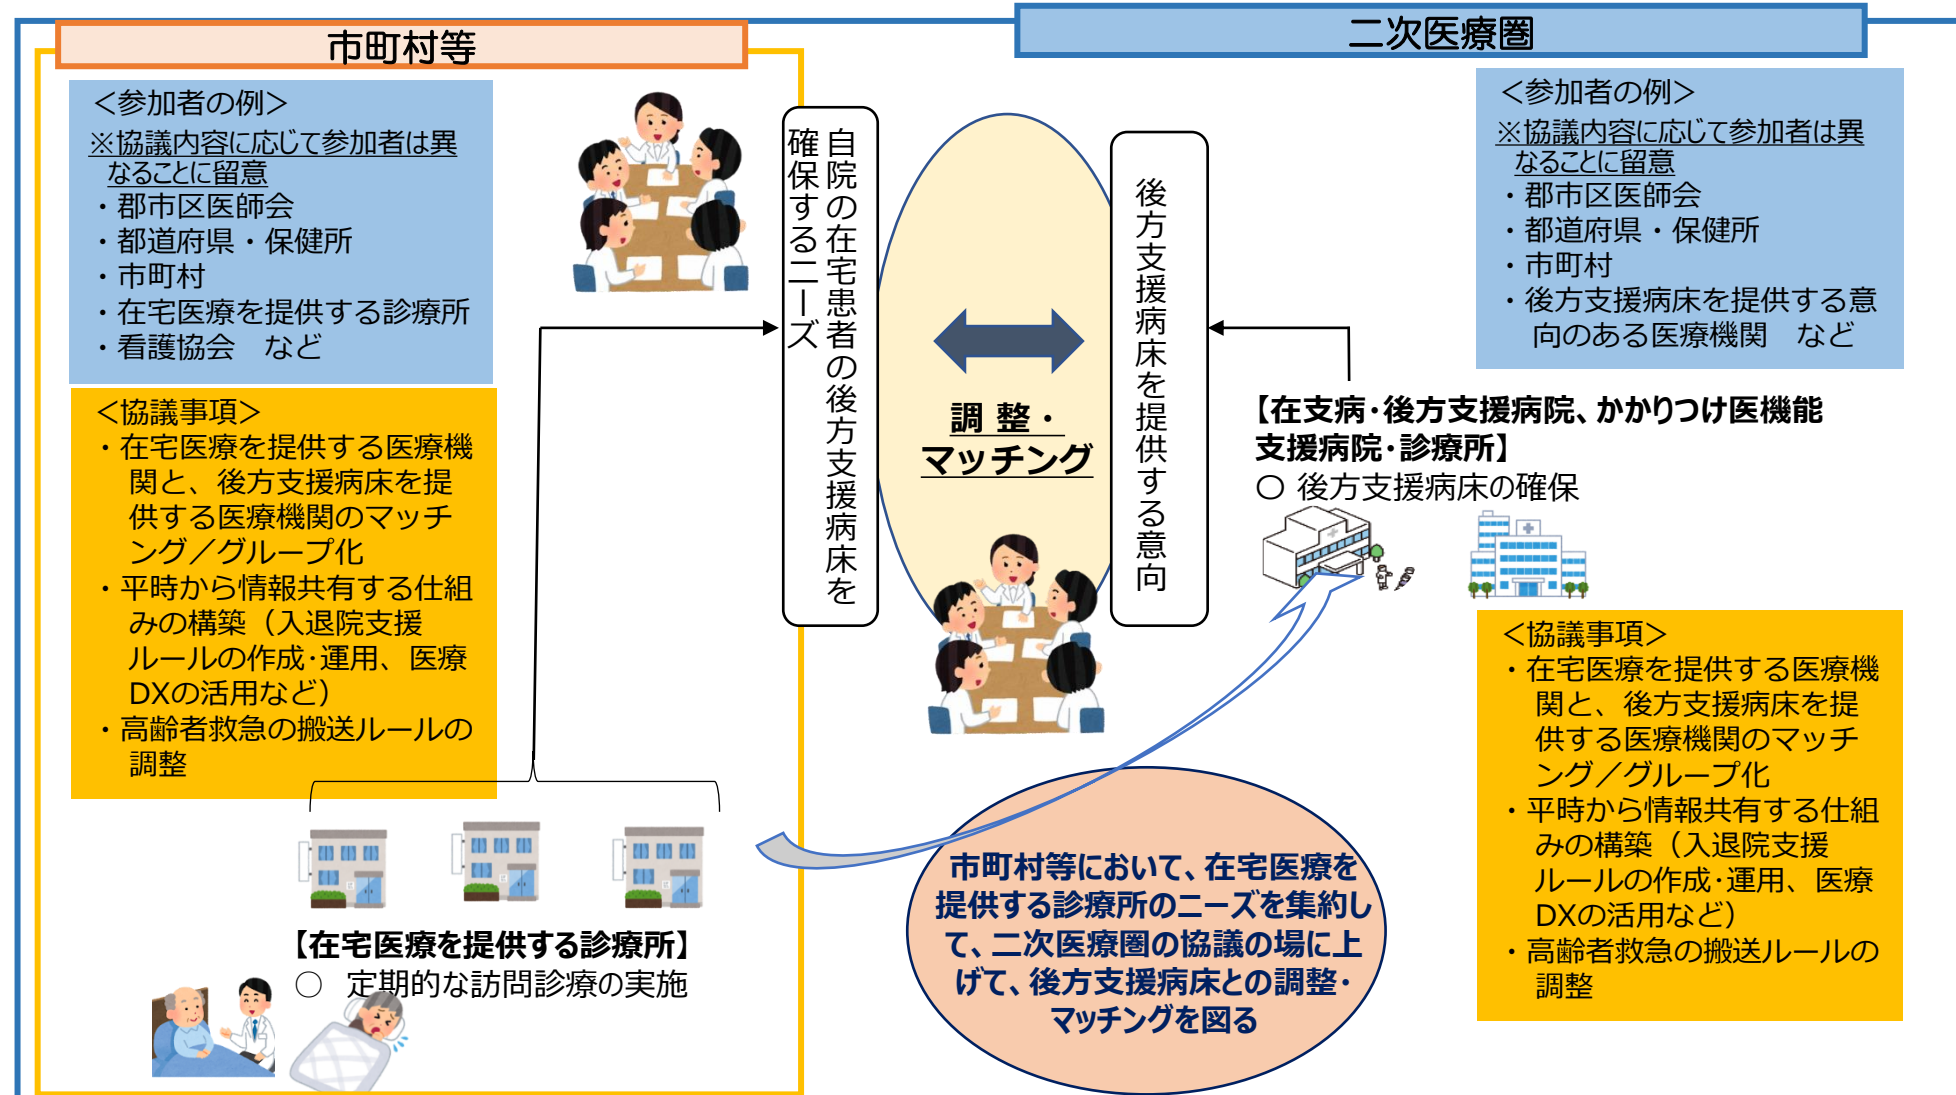 市町村等
二次医療圏
＜参加者の例＞
※協議内容に応じて参加者は異
なることに留意
・郡市区医師会
・都道府県・保健所
・市町村
・在宅医療を提供する診療所
・看護協会　など
＜協議事項＞
・在宅医療を提供する医療機
関と、後方支援病床を提
供する医療機関のマッチ
ング／グループ化
・平時から情報共有する仕組
みの構築（入退院支援
ルールの作成･運用、医療
DXの活用など）
・高齢者救急の搬送ルールの
調整
自院の在宅患者の後方支援病床を
確保するニーズ
調 整 ・
マッチング
後方支援病床を提供する意向
＜参加者の例＞
※協議内容に応じて参加者は異
なることに留意
・郡市区医師会
・都道府県・保健所
・市町村
・後方支援病床を提供する意
向のある医療機関　など
【在支病･後方支援病院、かかりつけ医機能
支援病院･診療所】
〇 後方支援病床の確保
＜協議事項＞
・在宅医療を提供する医療機
関と、後方支援病床を提
供する医療機関のマッチ
ング／グループ化
・平時から情報共有する仕組
みの構築（入退院支援
ルールの作成･運用、医療
DXの活用など）
・高齢者救急の搬送ルールの
調整
【在宅医療を提供する診療所】
○　定期的な訪問診療の実施
市町村等において、在宅医療を
提供する診療所のニーズを集約し
て、二次医療圏の協議の場に上
げて、後方支援病床との調整･
マッチングを図る